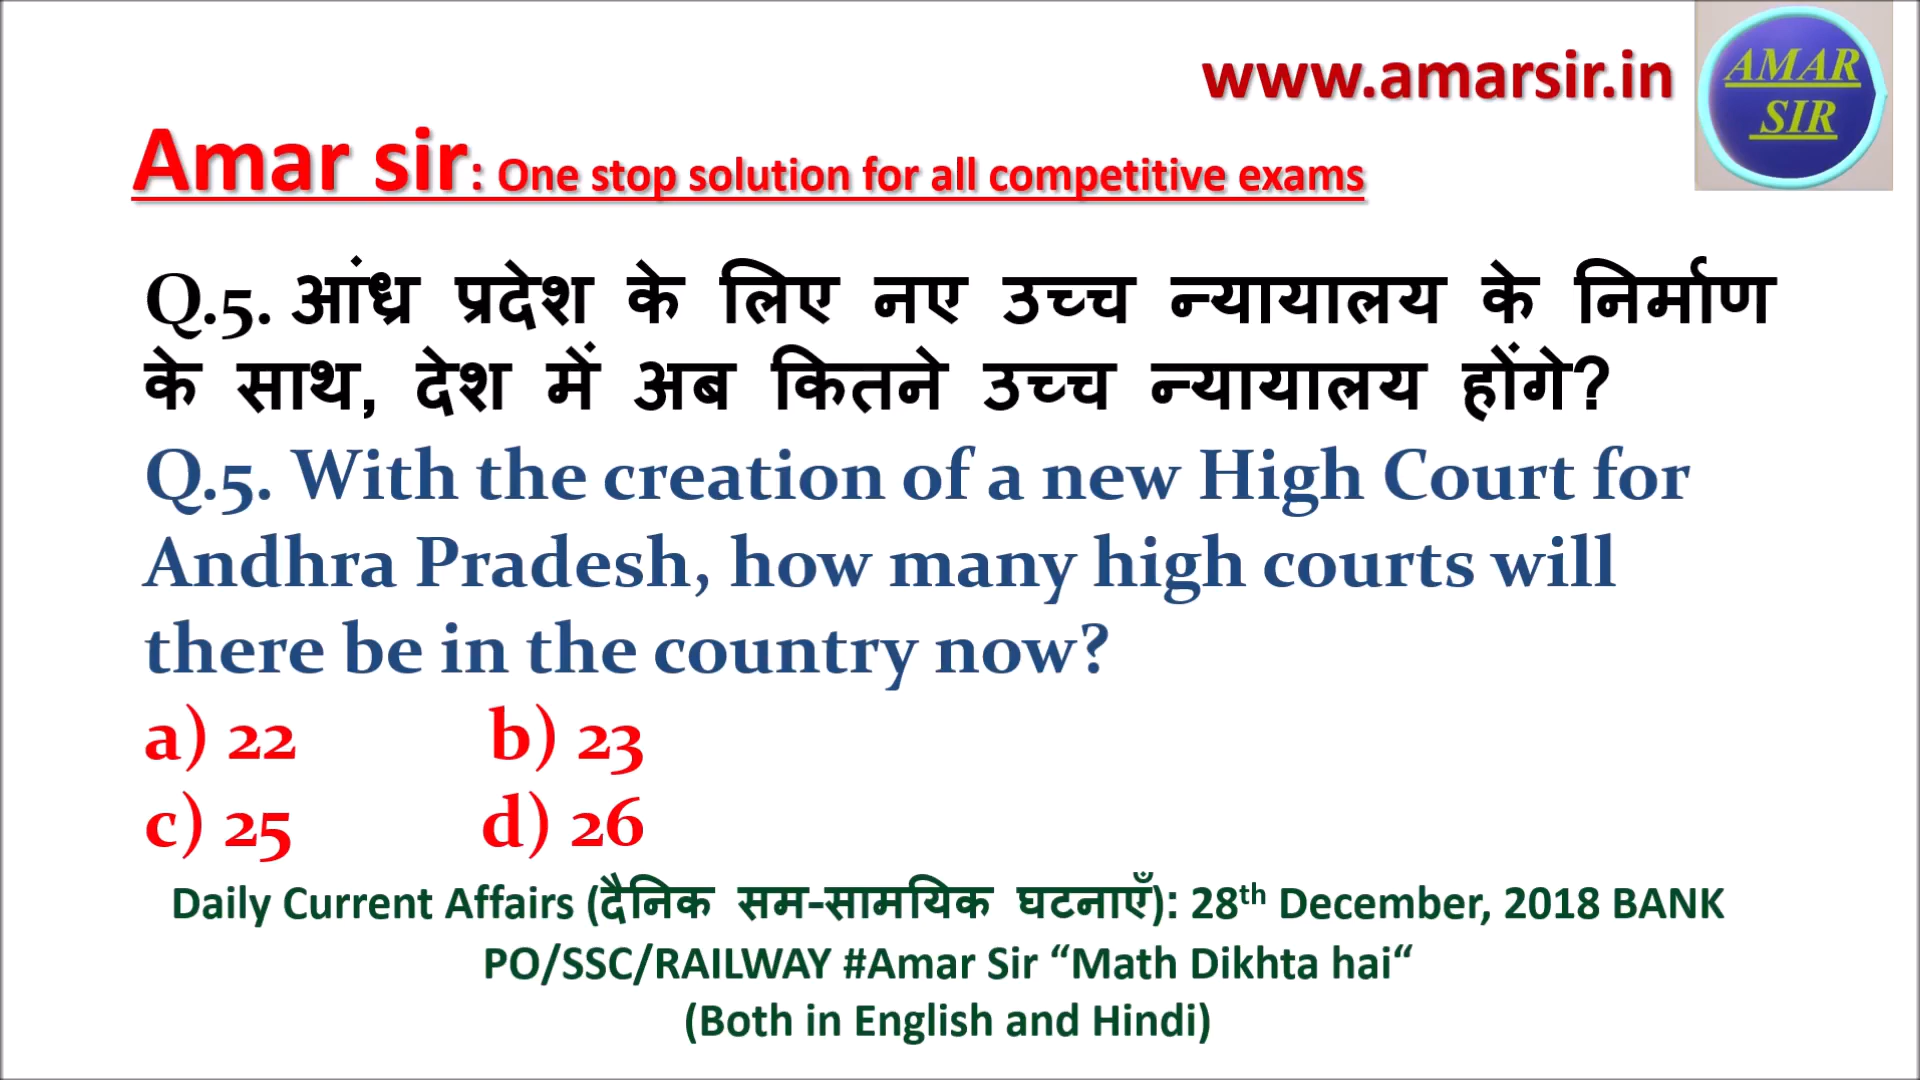 www.amarsir.in
AMAR
SIR
Amar sir: One stop solution for all competitive exams
Q.5. आंध्र प्रदेश के लिए नए उच्च न्यायालय के निर्माण
के साथ, देश में अब कितने उच्च न्यायालय होंगे?
Q.5. With the creation of a new High Court for
Andhra Pradesh, how many high courts will
there be in the country now?
a) 22 b) 23
c) 25 d) 26
Daily Current Affairs (दैनिक सम-सामयिक घटनाएँ): 28th December, 2018 BANK
PO/SSC/RAILWAY #Amar Sir “Math Dikhta hai“
(Both in English and Hindi)